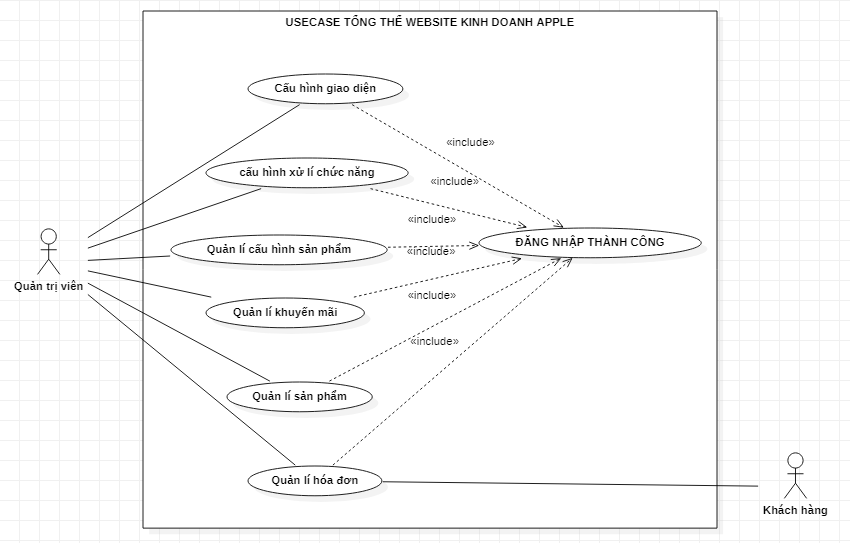 USECASE TỔNG THỂ WEBSITE KINH DOANH APPLE
Cấu hình giao diện
«include»
cấu hình xử lí chức năng
«include»
«include»
Quản lí cấu hình sản phẩm
ĐĂNG NHẬP THÀNH CÔNG
«include»
Quản trị viên
«include»
Quản lí khuyến mãi
«include»
Quản lí sản phẩm
Quản lí hóa đơn
Khách hàng